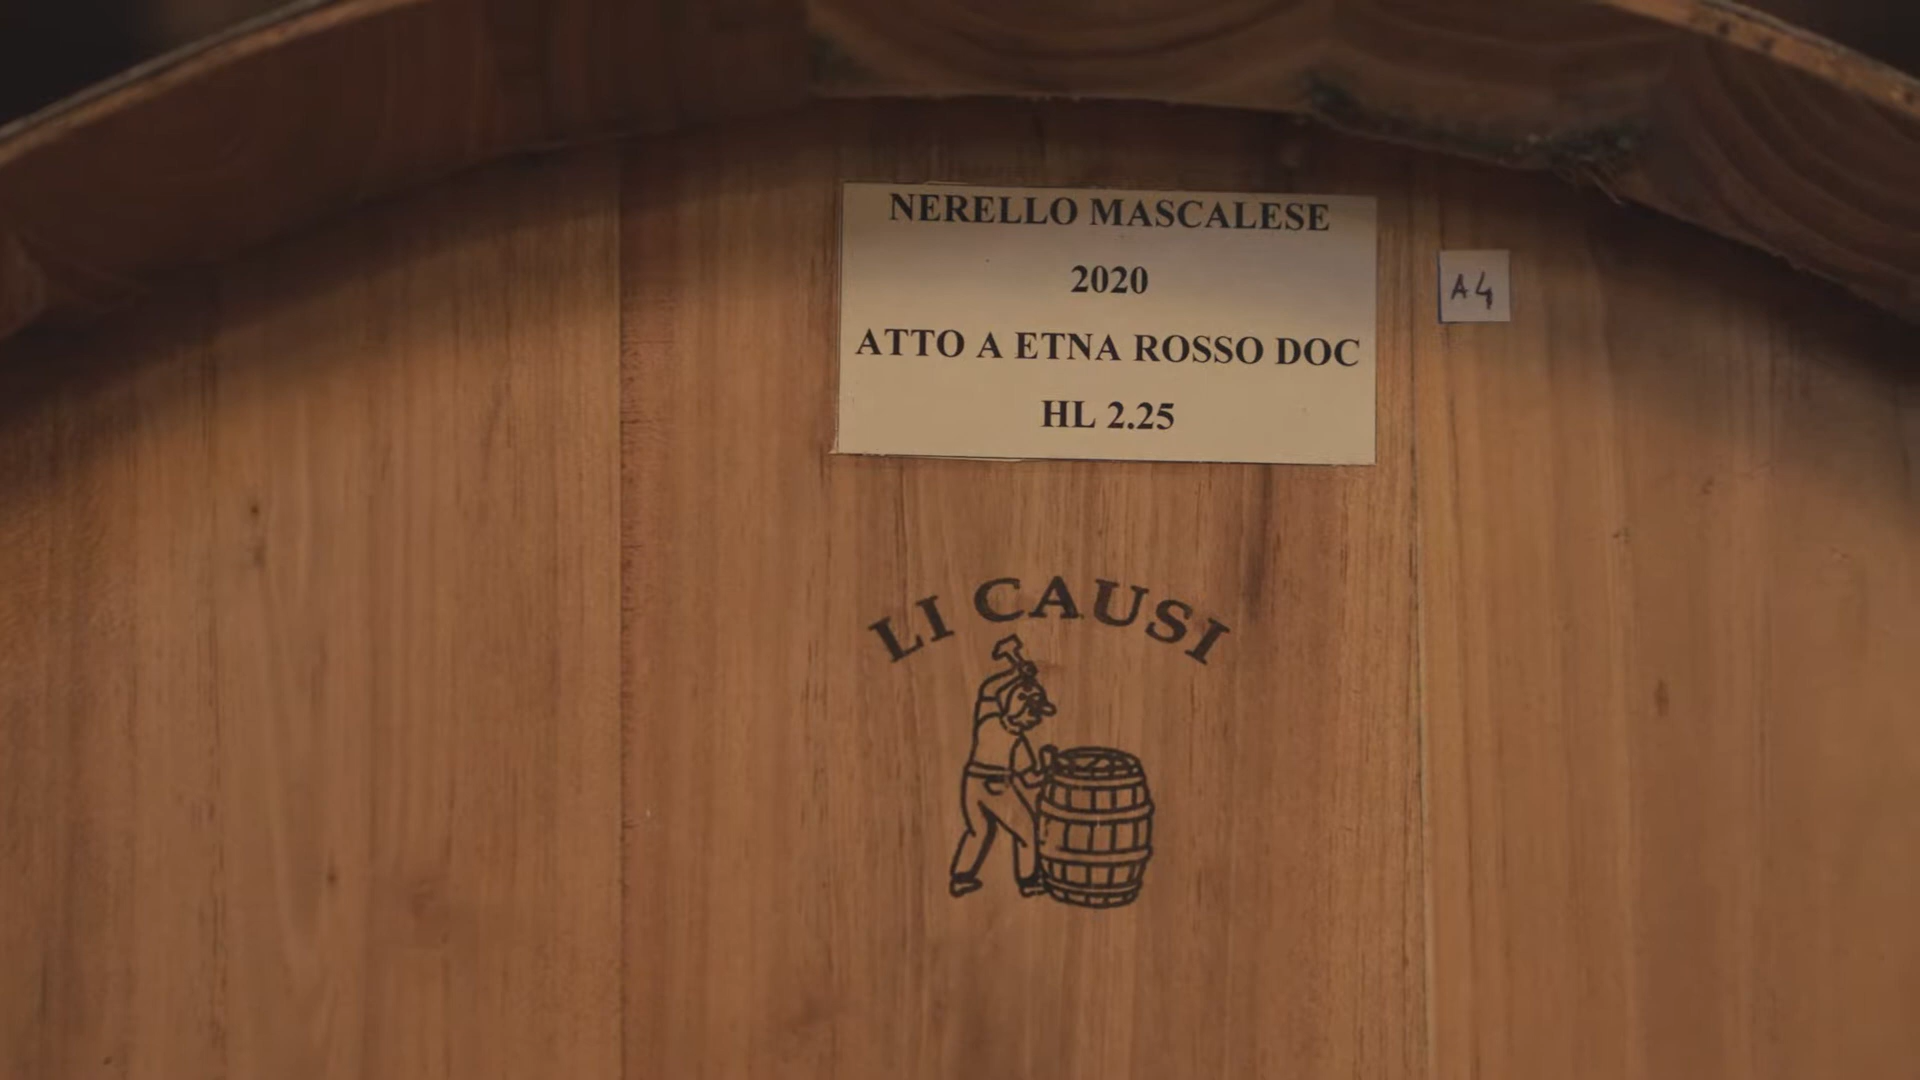 NERELLO MASCALESE
2020
ATTO A ETNA ROSSO DOC
HL 2.25
A4
LI CAUSI